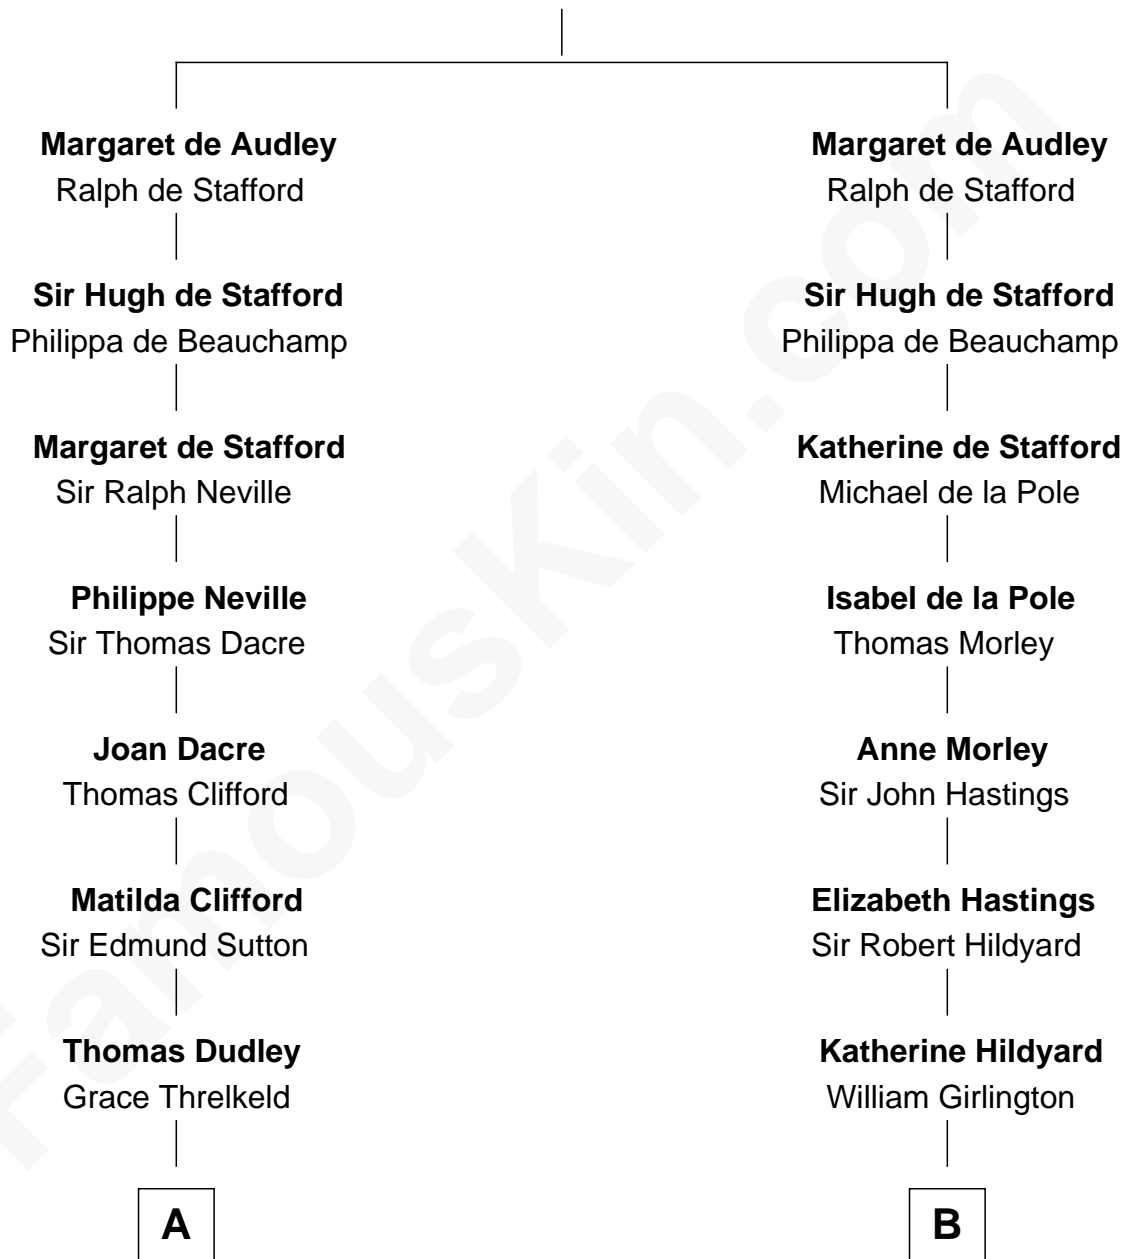 Margaret de Audley
Ralph de Stafford
Sir Hugh de Stafford
Philippa de Beauchamp
Margaret de Stafford
Sir Ralph Neville
Philippe Neville
Sir Thomas Dacre
Joan Dacre
Thomas Clifford
Matilda Clifford
Sir Edmund Sutton
Thomas Dudley
Grace Threlkeld
A
Margaret de Audley
Ralph de Stafford
Sir Hugh de Stafford
Philippa de Beauchamp
Katherine de Stafford
Michael de la Pole
Isabel de la Pole
Thomas Morley
Anne Morley
Sir John Hastings
Elizabeth Hastings
Sir Robert Hildyard
Katherine Hildyard
William Girlington
B
FamousKin.com